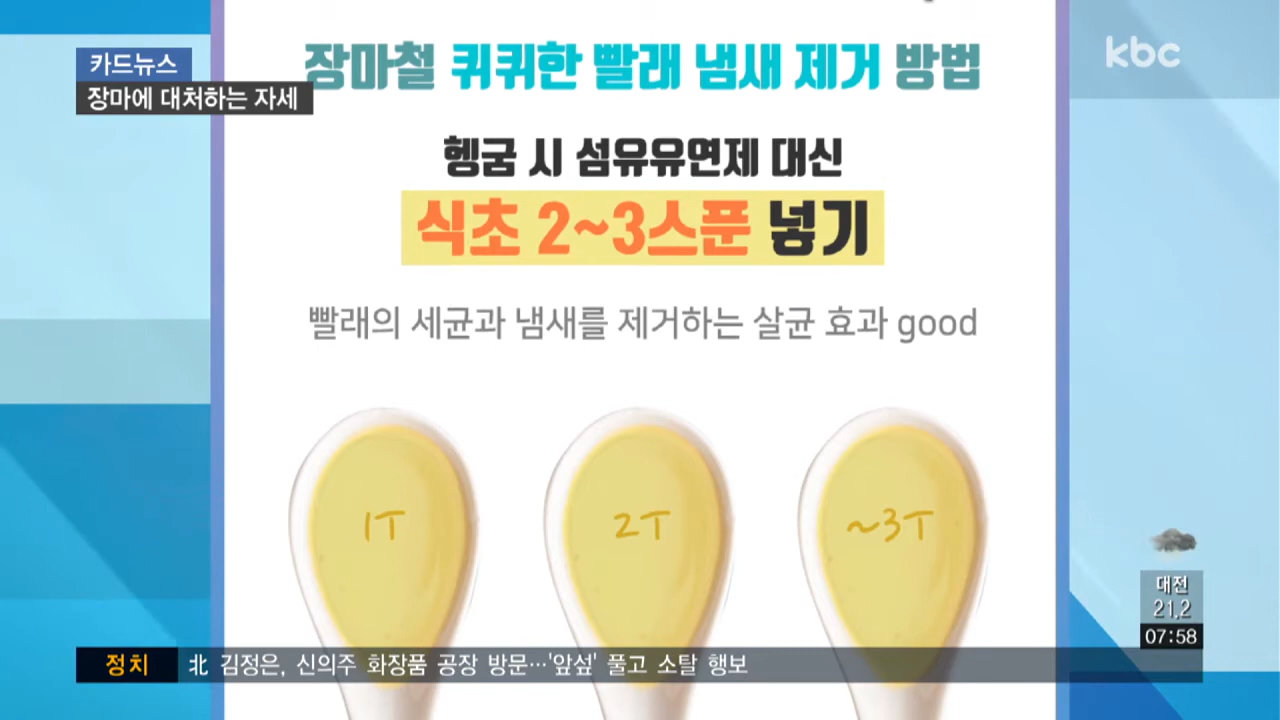 카드뉴스
장마에 대처하는 자세
kbc
장마철 퀴퀴한 빨래 냄새 제거 방법
헹굼 시 섬유유연제 대신
식초 2~3스푼 넣기
빨래의 세균과 냄새를 제거하는 살균 효과 good
1T
2T
~3T
대전
21.2
07:58
정치
北 김정은, 신의주 화장품 공장 방문…'앞섶' 풀고 소탈 행보